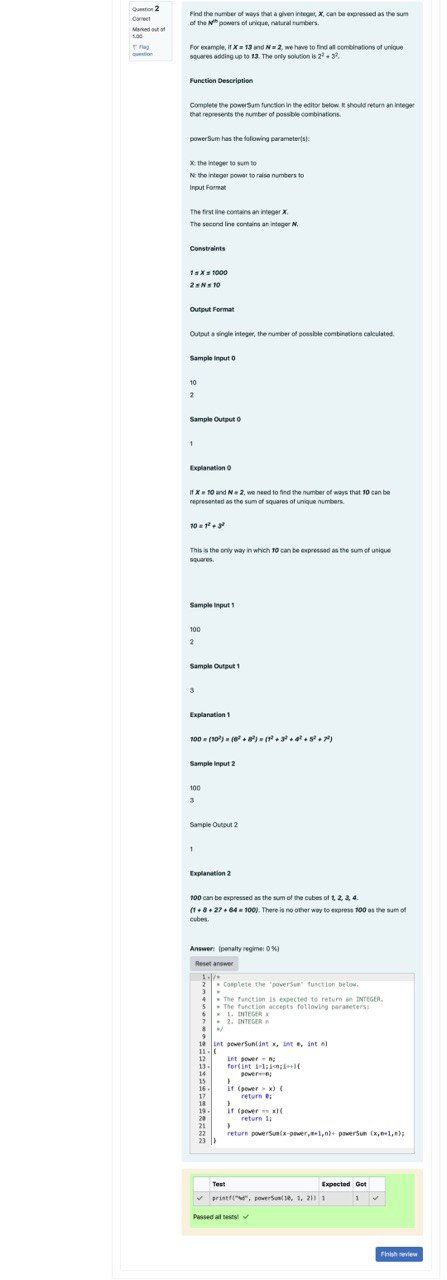 Question 2
Correct
Marked out of
1.00
Flag
question
Find the number of ways that a given integer, X, can be expressed as the sum
of the Nth powers of unique, natural numbers.
For example, if X = 13 and N = 2, we have to find all combinations of unique
squares adding up to 13. The only solution is 2² + 3².
Function Description
Complete the powerSum function in the editor below. It should return an integer
that represents the number of possible combinations.
powerSum has the following parameter(s):
X: the integer to sum to
N: the integer power to raise numbers to
Input Format
The first line contains an integer X.
The second line contains an integer N.
Constraints
1 ≤ X ≤ 1000
2 ≤ N ≤ 10
Output Format
Output a single integer, the number of possible combinations calculated.
Sample Input 0
10
2
Sample Output 0
1
Explanation 0
If X = 10 and N = 2, we need to find the number of ways that 10 can be
represented as the sum of squares of unique numbers.
10 = 1² + 3²
This is the only way in which 10 can be expressed as the sum of unique
squares.
Sample Input 1
100
2
Sample Output 1
3
Explanation 1
100 = (10²) = (6² + 8²) = (1² + 3² + 4² + 5² + 7²)
Sample Input 2
100
3
Sample Output 2
1
Explanation 2
100 can be expressed as the sum of the cubes of 1, 2, 3, 4.
(1 + 8 + 27 + 64 = 100). There is no other way to express 100 as the sum of
cubes.
Answer: (penalty regime: 0 %)
Reset answer
1 /*
2 * Complete the 'powerSum' function below.
3 *
4 * The function is expected to return an INTEGER.
5 * The function accepts following parameters:
6 * 1. INTEGER x
7 * 2. INTEGER n
8 */
9
10 int powerSum(int x, int m, int n)
11 {
12 int power = m;
13 for(int i=1;i<n;i++){
14 power*=m;
15 }
16 if (power > x) {
17 return 0;
18 }
19 if (power == x){
20 return 1;
21 }
22 return powerSum(x-power,m+1,n)+ powerSum (x,m+1,n);
23 }
Test Expected Got
✓ printf("%d", powerSum(10, 1, 2)) 1 1 ✓
Passed all tests! ✓
Finish review